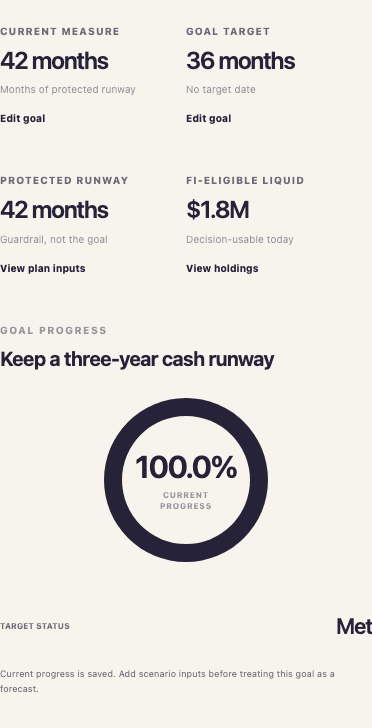 CURRENT MEASURE
42 months
Months of protected runway
Edit goal
GOAL TARGET
36 months
No target date
Edit goal
PROTECTED RUNWAY
42 months
Guardrail, not the goal
View plan inputs
FI-ELIGIBLE LIQUID
$1.8M
Decision-usable today
View holdings
GOAL PROGRESS
Keep a three-year cash runway
100.0%
CURRENT
PROGRESS
TARGET STATUS
Met
Current progress is saved. Add scenario inputs before treating this goal as a
forecast.